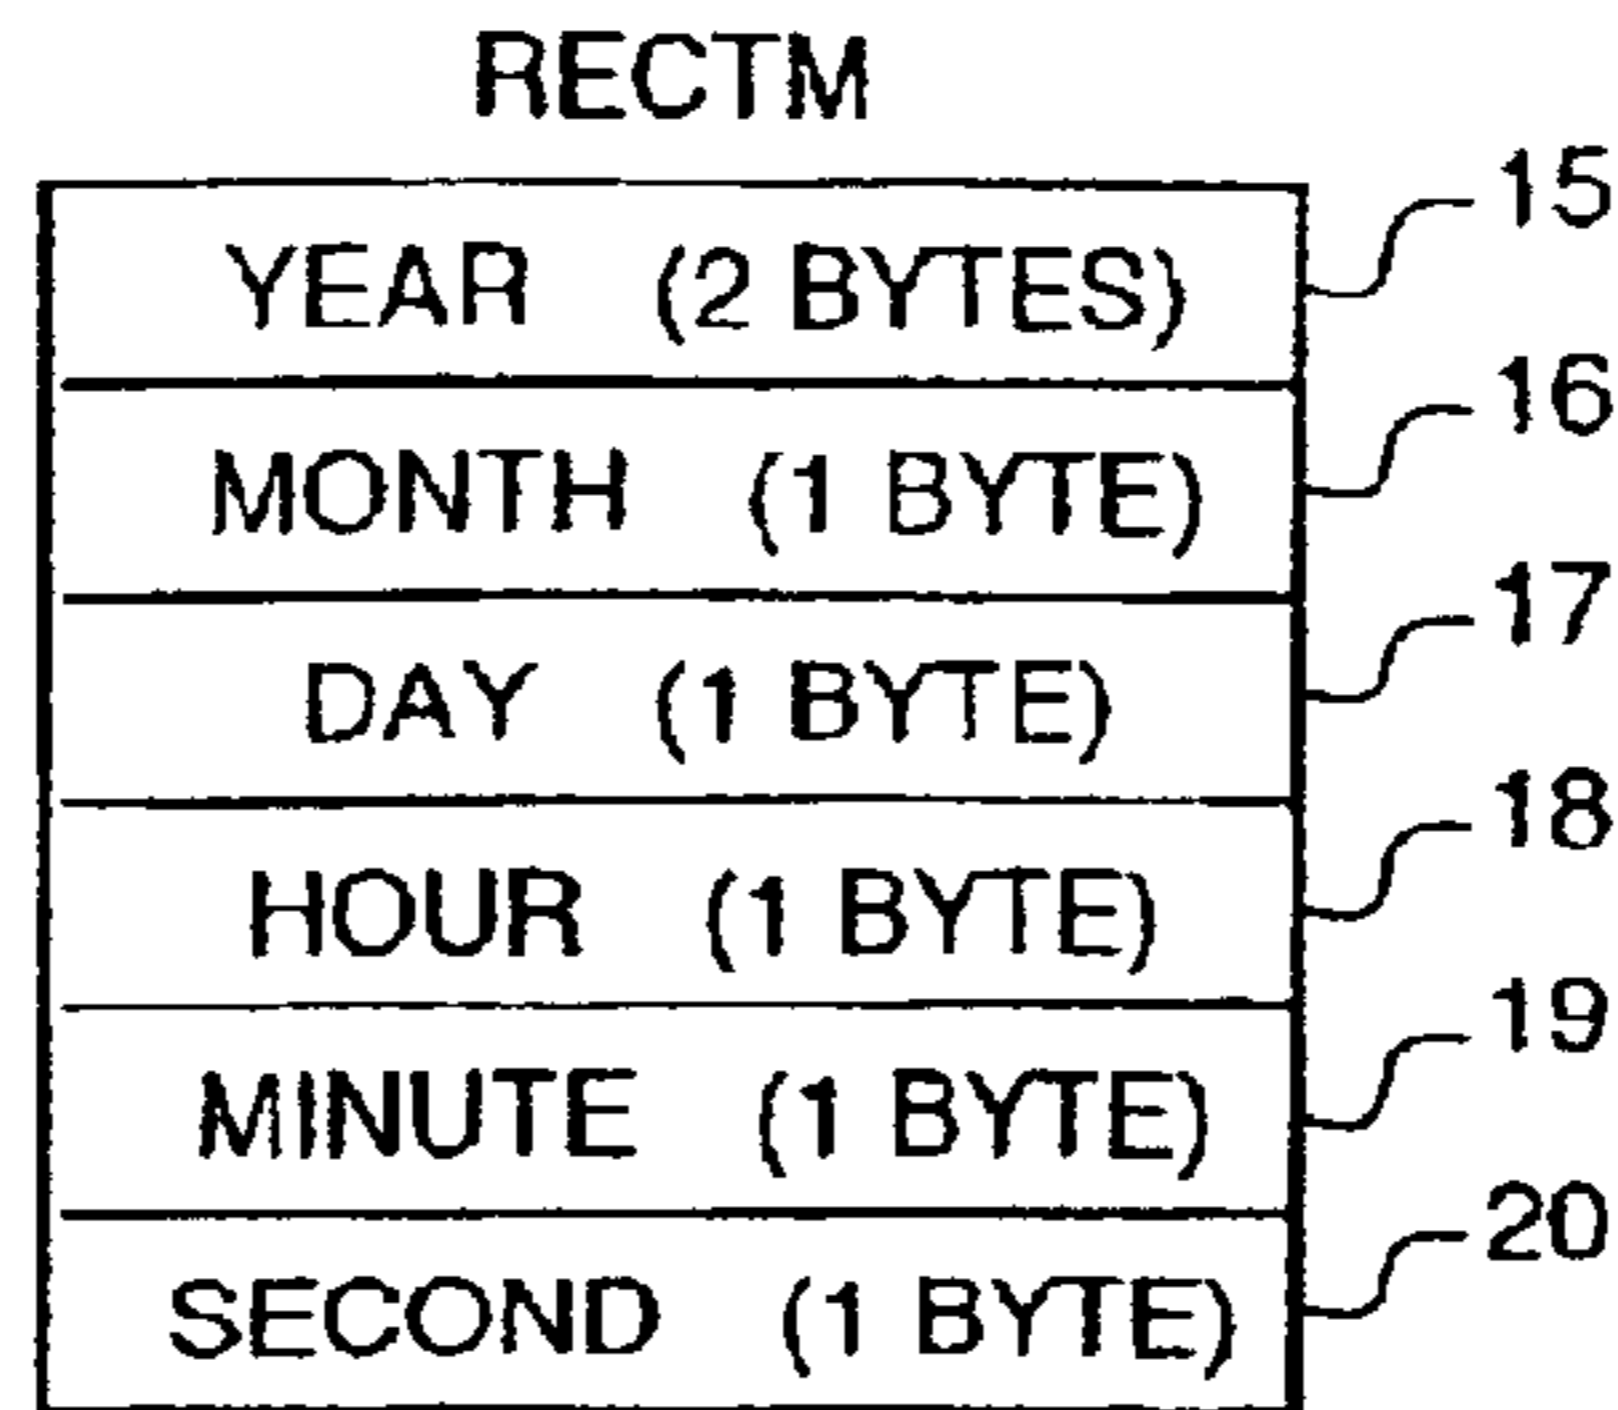 RECTM
YEAR (2 BYTES) 15
MONTH (1 BYTE) 16
DAY (1 BYTE) 17
HOUR (1 BYTE) 18
MINUTE (1 BYTE) 19
SECOND (1 BYTE) 20